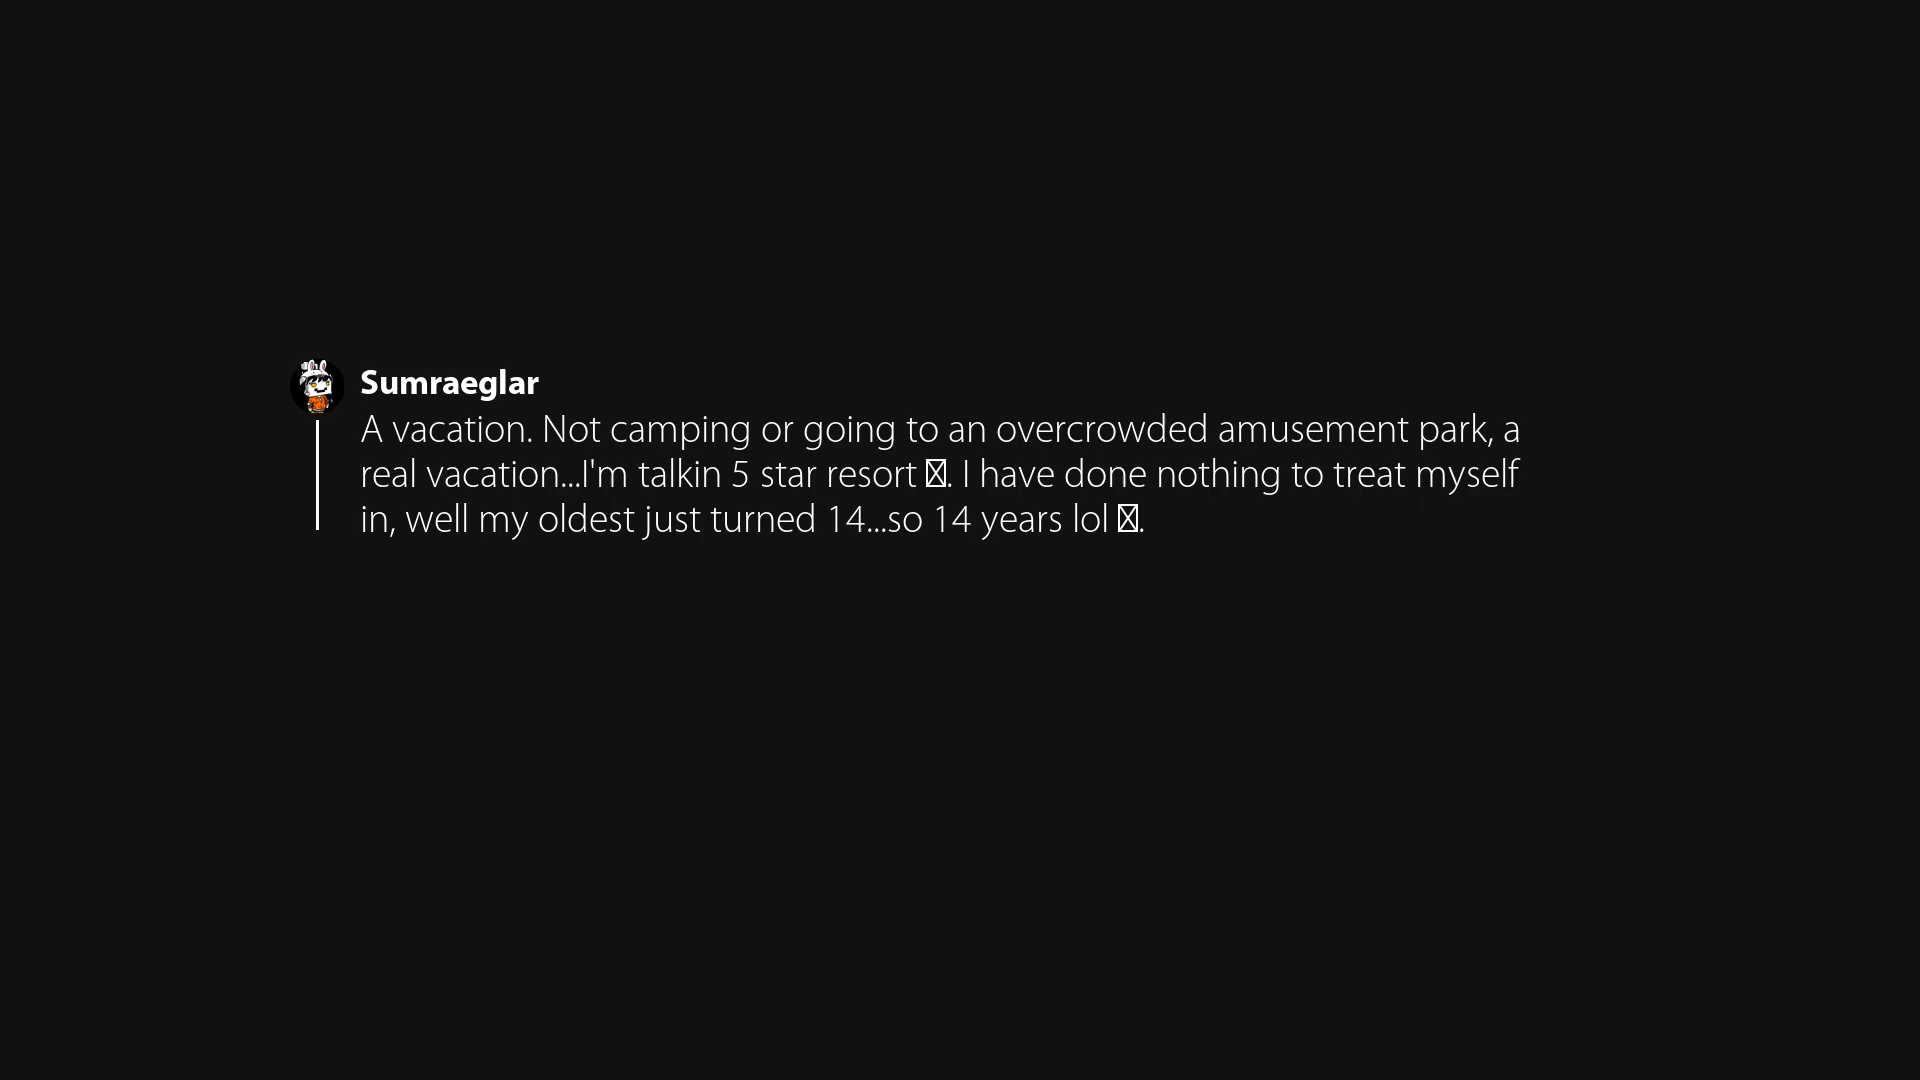 Sumraeglar
A vacation. Not camping or going to an overcrowded amusement park, a
real vacation...I'm talkin 5 star resort . I have done nothing to treat myself
in, well my oldest just turned 14...so 14 years lol .